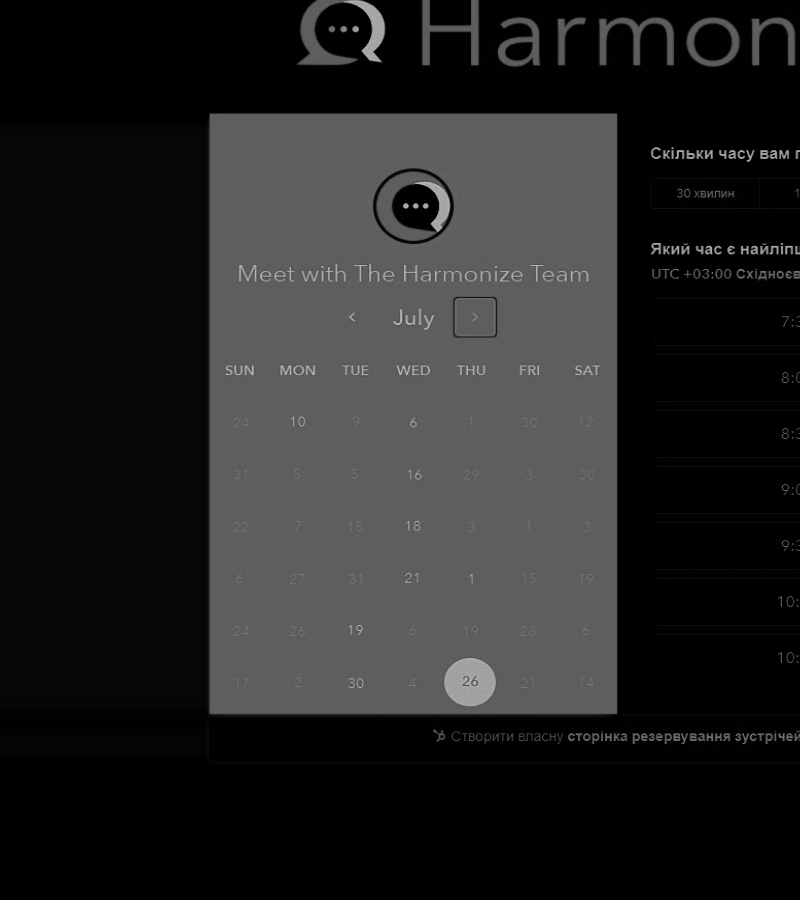 Harmon
Meet with The Harmonize Team
July
SUN MON TUE WED THU FRI SAT
24 10 9 6 1 30 12
31 5 5 16 29 3 30
22 7 18 18 3 1 3
6 27 31 21 1 15 19
24 26 19 6 19 28 6
17 2 30 4 26 21 14
Скільки часу вам
30 хвилин 1
Який час є найліпш
UTC +03:00 Східноєв
7:3
8:0
8:3
9:0
9:3
10:
10:
Створити власну сторінка резервування зустрічей